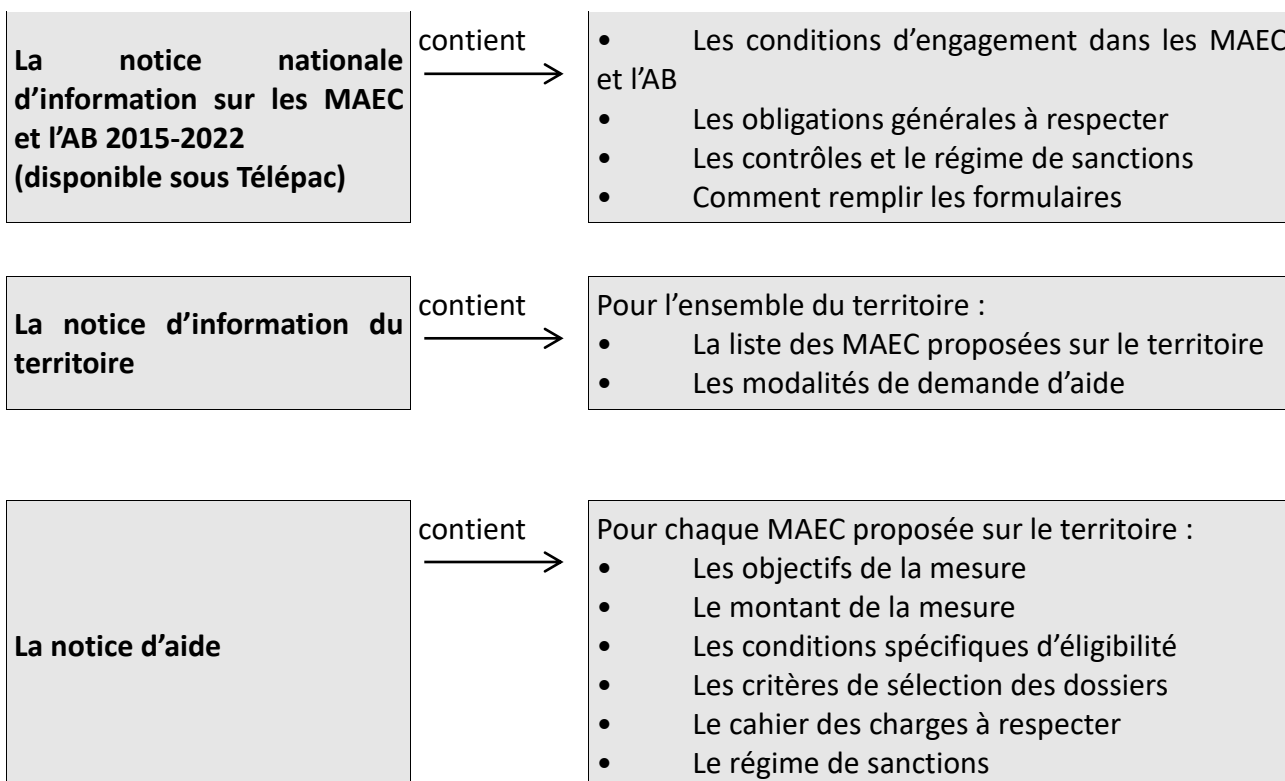 La notice nationale
d’information sur les MAEC
et l’AB 2015-2022
(disponible sous Télépac)
contient
• Les conditions d’engagement dans les MAEC
et l’AB
• Les obligations générales à respecter
• Les contrôles et le régime de sanctions
• Comment remplir les formulaires
La notice d’information du
territoire
contient
Pour l’ensemble du territoire :
• La liste des MAEC proposées sur le territoire
• Les modalités de demande d’aide
La notice d’aide
contient
Pour chaque MAEC proposée sur le territoire :
• Les objectifs de la mesure
• Le montant de la mesure
• Les conditions spécifiques d’éligibilité
• Les critères de sélection des dossiers
• Le cahier des charges à respecter
• Le régime de sanctions